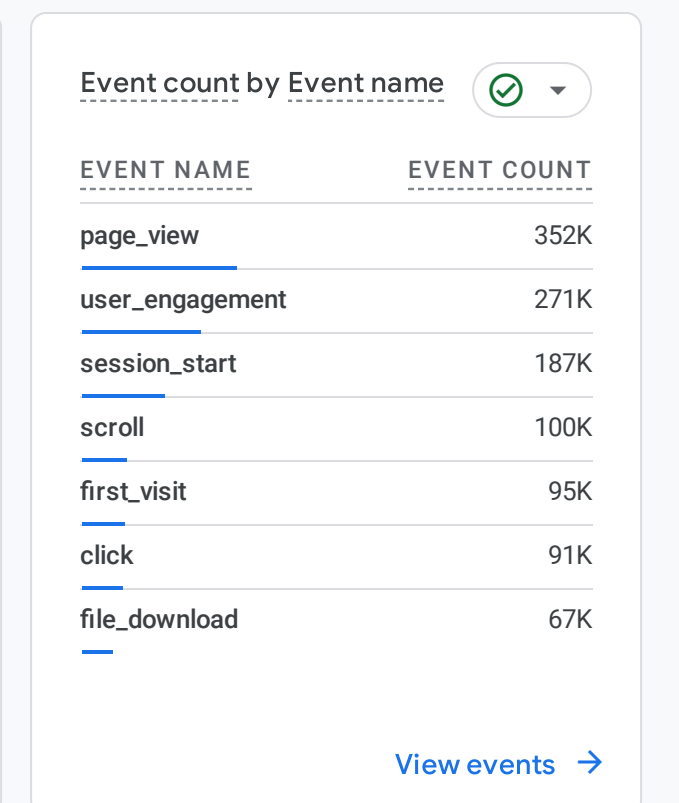 Event count by Event name
EVENT NAME EVENT COUNT
page_view 352K
user_engagement 271K
session_start 187K
scroll 100K
first_visit 95K
click 91K
file_download 67K
View events